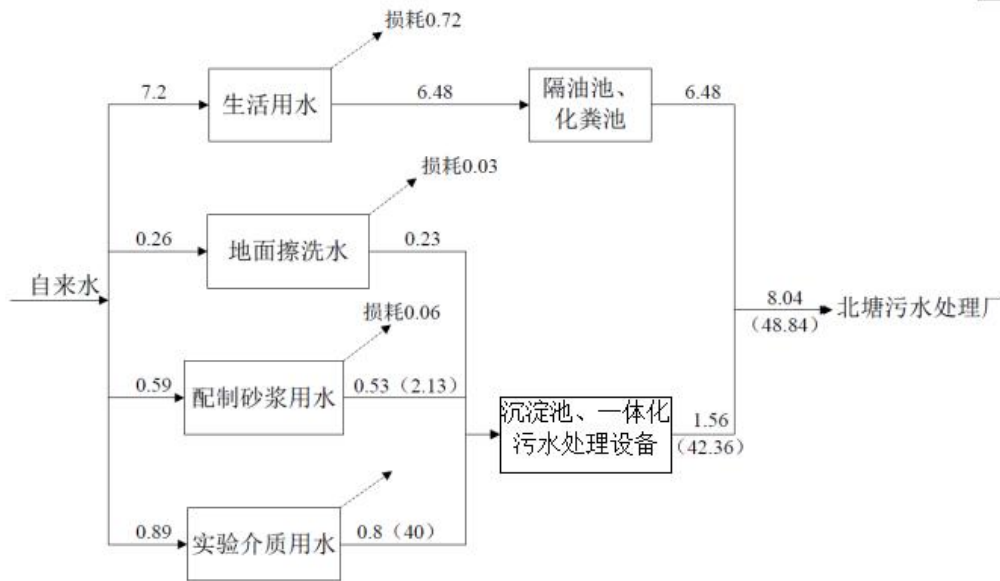 损耗0.72
7.2
生活用水
6.48
隔油池、
化粪池
6.48
损耗0.03
0.26
地面擦洗水
0.23
自来水
8.04
(48.84)
北塘污水处理厂
损耗0.06
0.59
配制砂浆用水
0.53（2.13）
沉淀池、一体化
污水处理设备
1.56
(42.36)
0.89
实验介质用水
0.8（40）